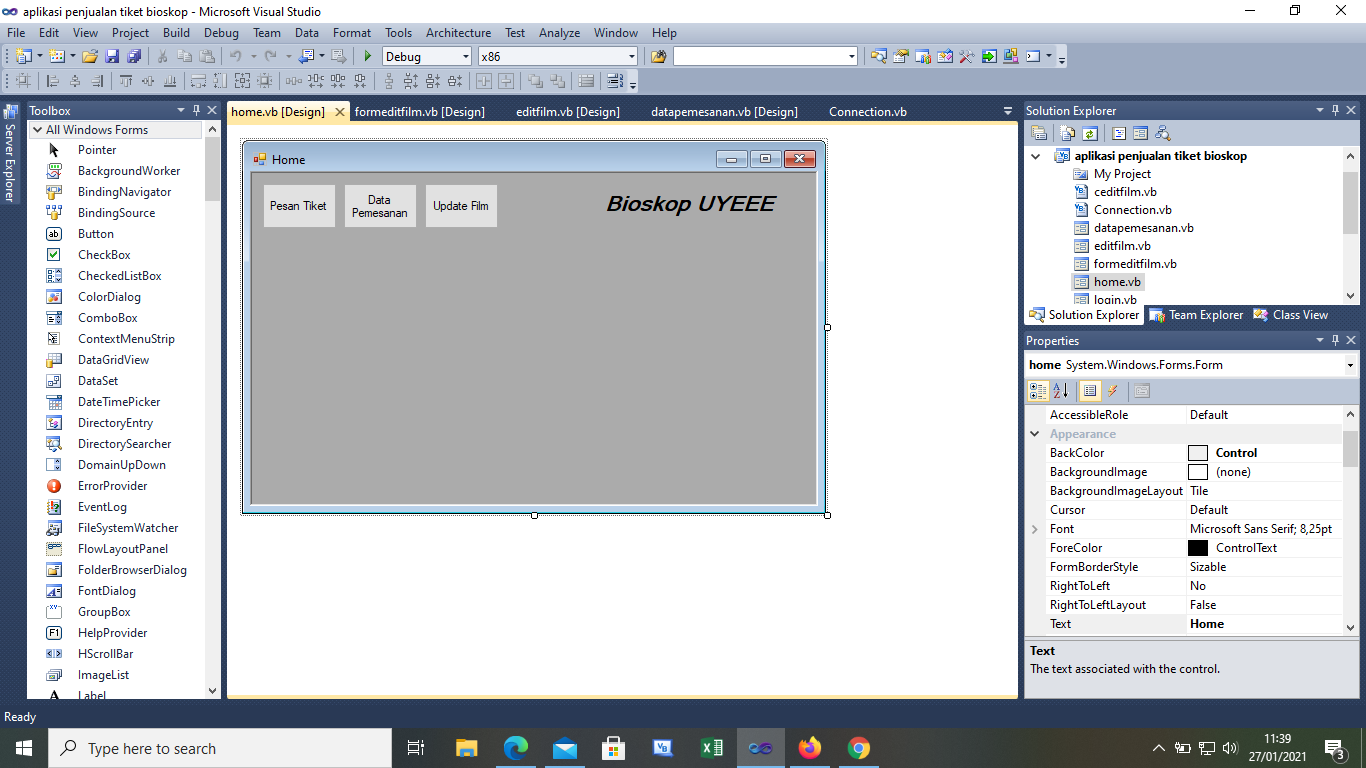 aplikasi penjualan tiket bioskop - Microsoft Visual Studio
File Edit View Project Build Debug Team Data Format Tools Architecture Test Analyze Window Help
Debug x86
Server Explorer
Toolbox
All Windows Forms
Pointer
BackgroundWorker
BindingNavigator
BindingSource
ab Button
CheckBox
CheckedListBox
ColorDialog
ComboBox
ContextMenuStrip
DataGridView
DataSet
DateTimePicker
DirectoryEntry
DirectorySearcher
DomainUpDown
ErrorProvider
EventLog
FileSystemWatcher
FlowLayoutPanel
FolderBrowserDialog
FontDialog
GroupBox
F1 HelpProvider
HScrollBar
ImageList
A Label
home.vb [Design] formeditfilm.vb [Design] editfilm.vb [Design] datapemesanan.vb [Design] Connection.vb
Home
Pesan Tiket
Data
Pemesanan
Update Film
Bioskop UYEEE
Solution Explorer
aplikasi penjualan tiket bioskop
My Project
ceditfilm.vb
Connection.vb
datapemesanan.vb
editfilm.vb
formeditfilm.vb
home.vb
login.vb
Solution Explorer Team Explorer Class View
Properties
home System.Windows.Forms.Form
AccessibleRole Default
Appearance
BackColor Control
BackgroundImage (none)
BackgroundImageLayout Tile
Cursor Default
Font Microsoft Sans Serif; 8,25pt
ForeColor ControlText
FormBorderStyle Sizable
RightToLeft No
RightToLeftLayout False
Text Home
Text
The text associated with the control.
Ready
Type here to search
11:39
27/01/2021
3